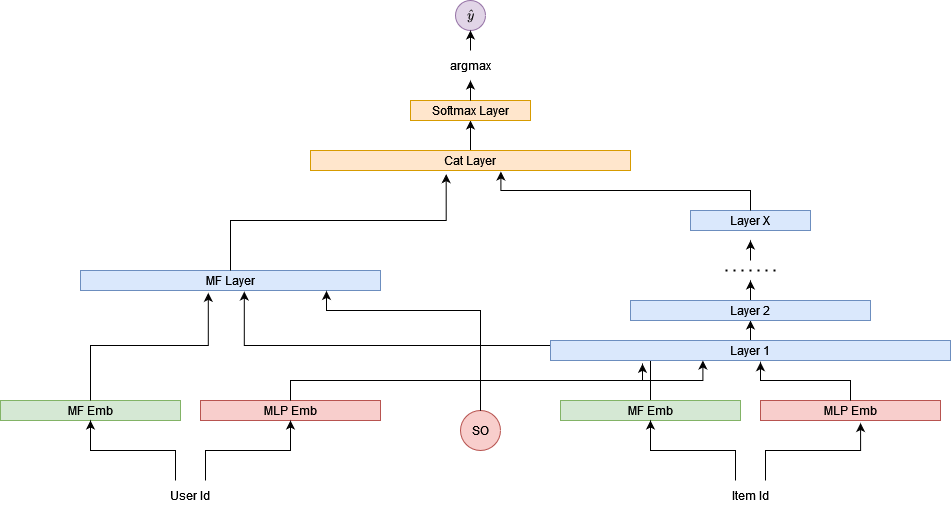 ŷ
argmax
Softmax Layer
Cat Layer
Layer X
.......
MF Layer
Layer 2
Layer 1
MF Emb
MLP Emb
SO
MF Emb
MLP Emb
User Id
Item Id